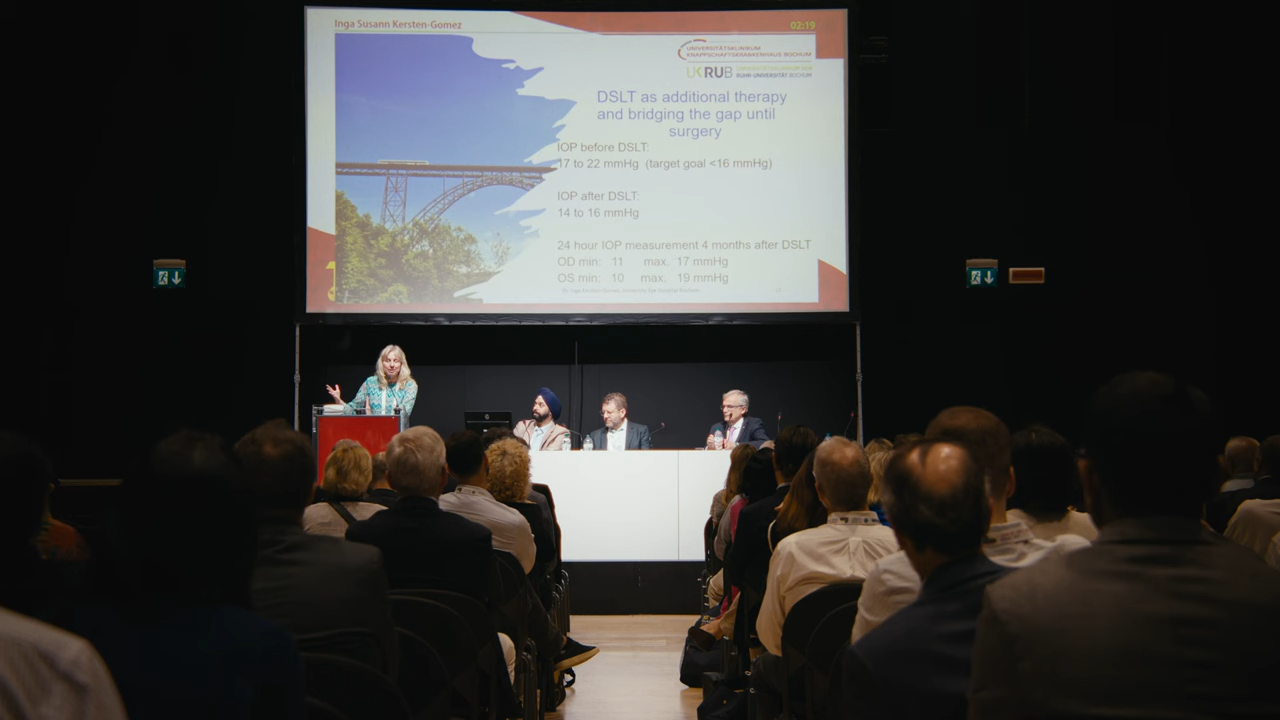 Inga Susann Kersten-Gomez
02:19
UNIVERSITÄTSKLINIKUM
KNAPPSCHAFTSKRANKENHAUS BOCHUM
UKRUB
RUHR-UNIVERSITÄT BOCHUM
DSLT as additional therapy
and bridging the gap until
surgery
IOP before DSLT:
17 to 22 mmHg (target goal <16 mmHg)
IOP after DSLT:
14 to 16 mmHg
24 hour IOP measurement 4 months after DSLT
OD min: 11 max. 17 mmHg
OS min: 10 max. 19 mmHg